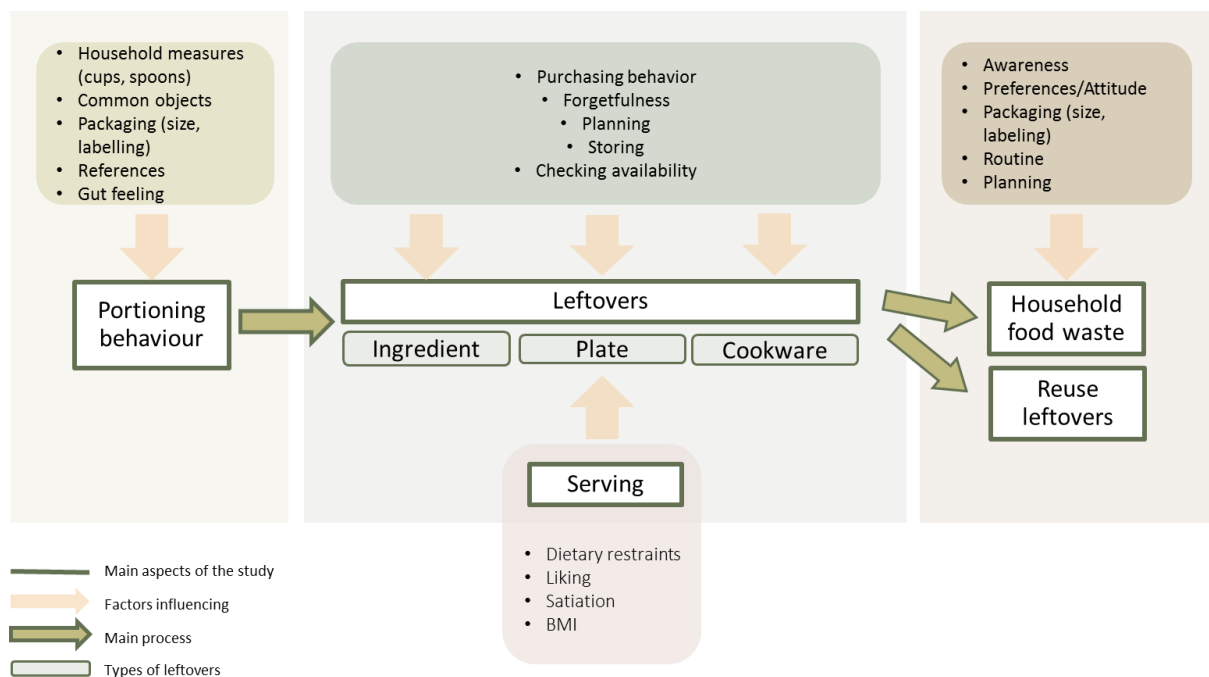 • Household measures
(cups, spoons)
• Common objects
• Packaging (size,
labelling)
• References
• Gut feeling
• Purchasing behavior
• Forgetfulness
• Planning
• Storing
• Checking availability
• Awareness
• Preferences/Attitude
• Packaging (size,
labeling)
• Routine
• Planning
Portioning
behaviour
Leftovers
Ingredient
Plate
Cookware
Household
food waste
Reuse
leftovers
Serving
• Dietary restraints
• Liking
• Satiation
• BMI
Main aspects of the study
Factors influencing
Main process
Types of leftovers